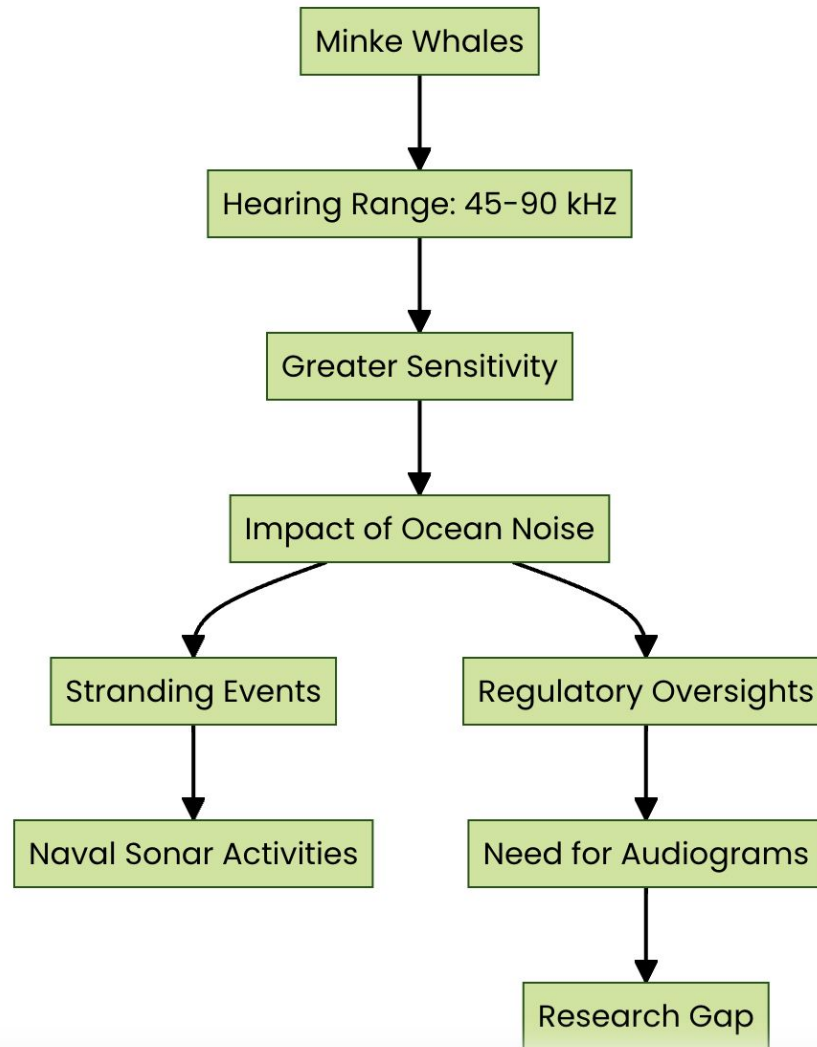 Minke Whales
Hearing Range: 45-90 kHz
Greater Sensitivity
Impact of Ocean Noise
Stranding Events
Regulatory Oversights
Naval Sonar Activities
Need for Audiograms
Research Gap